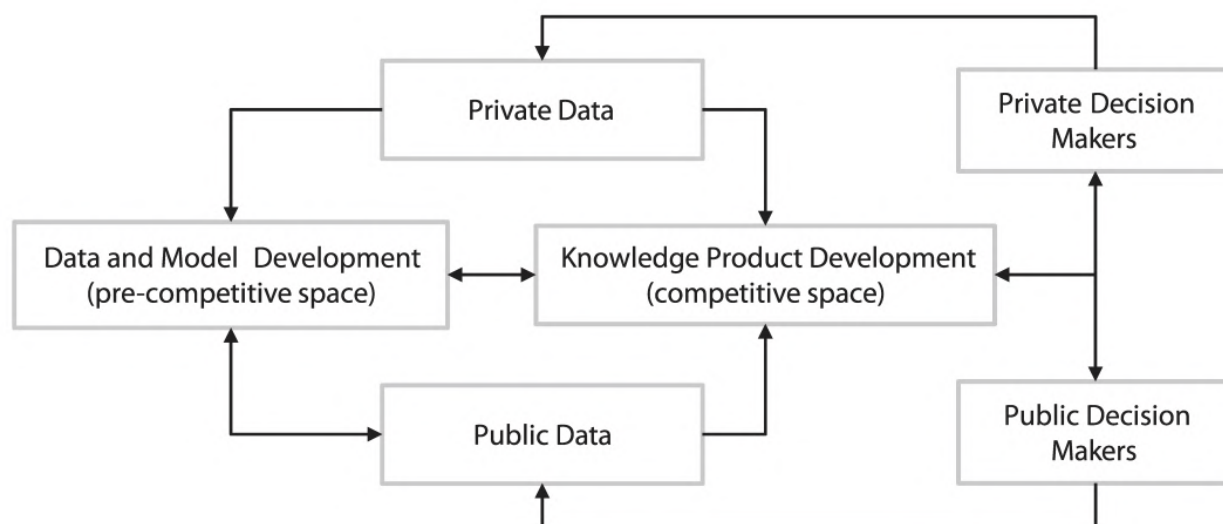 Private Data
Private Decision
Makers
Data and Model Development
(pre-competitive space)
Knowledge Product Development
(competitive space)
Public Data
Public Decision
Makers